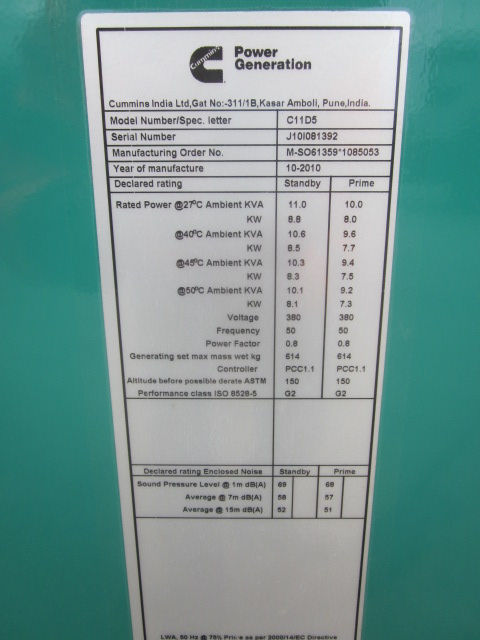 Cummins
Power
Generation
Cummins India Ltd,Gat No:-311/1B,Kasar Amboli, Pune,India.
Model Number/Spec. letter C11D5
Serial Number J10I081392
Manufacturing Order No. M-SO61359*1085053
Year of manufacture 10-2010
Declared rating Standby Prime
Rated Power @27ºC Ambient KVA 11.0 10.0
KW 8.8 8.0
@40ºC Ambient KVA 10.6 9.6
KW 8.5 7.7
@45ºC Ambient KVA 10.3 9.4
KW 8.3 7.5
@50ºC Ambient KVA 10.1 9.2
KW 8.1 7.3
Voltage 380 380
Frequency 50 50
Power Factor 0.8 0.8
Generating set max mass wet kg 614 614
Controller PCC1.1 PCC1.1
Altitude before possible derate ASTM 150 150
Performance class ISO 8528-5 G2 G2
Declared rating Enclosed Noise Standby Prime
Sound Pressure Level @ 1m dB(A) 69 68
Average @ 7m dB(A) 58 57
Average @ 15m dB(A) 52 51
LWA, 50 Hz @ 75% Prime as per 2000/14/EC Directive